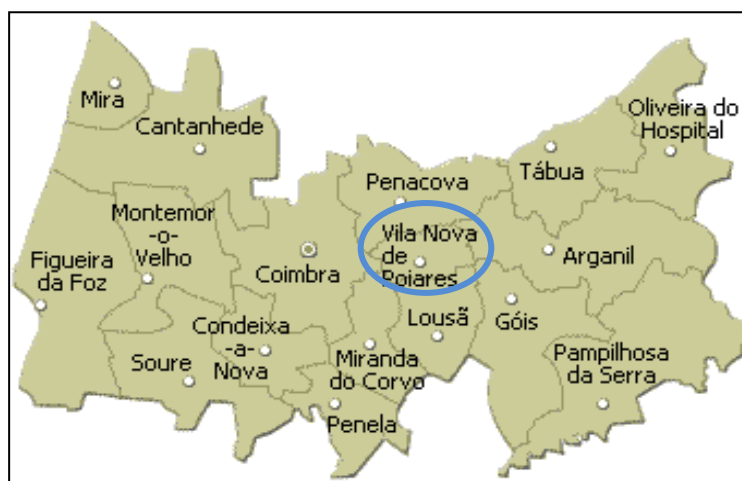 Mira
Cantanhede
Oliveira do
Hospital
Tábua
Penacova
Montemor
-o-
Velho
Vila Nova
de
Poiares
Figueira
da Foz
Coimbra
Arganil
Lousã
Góis
Condeixa
-a-
Nova
Soure
Miranda
do Corvo
Pampilhosa
da Serra
Penela